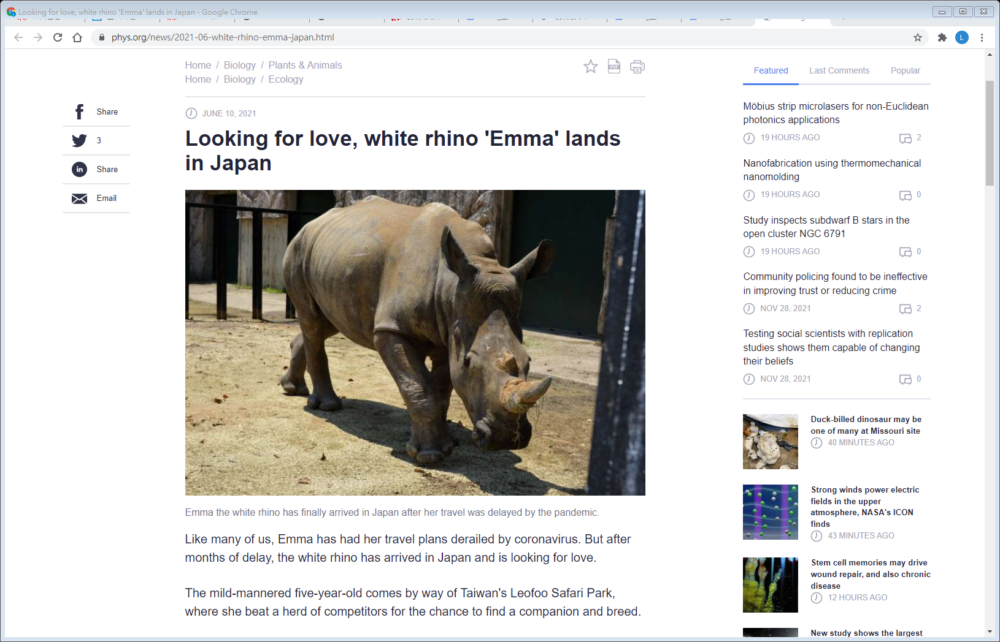 Looking for love, white rhino 'Emma' lands in Japan - Google Chrome
phys.org/news/2021-06-white-rhino-emma-japan.html
L
Home / Biology / Plants & Animals
Home / Biology / Ecology
PDF
Share
3
in
Share
Email
JUNE 10, 2021
Looking for love, white rhino 'Emma' lands
in Japan
Emma the white rhino has finally arrived in Japan after her travel was delayed by the pandemic.
Like many of us, Emma has had her travel plans derailed by coronavirus. But after
months of delay, the white rhino has arrived in Japan and is looking for love.
The mild-mannered five-year-old comes by way of Taiwan's Leofoo Safari Park,
where she beat a herd of competitors for the chance to find a companion and breed.
Featured Last Comments Popular
Möbius strip microlasers for non-Euclidean
photonics applications
19 HOURS AGO 2
Nanofabrication using thermomechanical
nanomolding
19 HOURS AGO 0
Study inspects subdwarf B stars in the
open cluster NGC 6791
19 HOURS AGO 0
Community policing found to be ineffective
in improving trust or reducing crime
NOV 28, 2021 2
Testing social scientists with replication
studies shows them capable of changing
their beliefs
NOV 28, 2021 0
Duck-billed dinosaur may be
one of many at Missouri site
40 MINUTES AGO
Strong winds power electric
fields in the upper
atmosphere, NASA's ICON
finds
43 MINUTES AGO
Stem cell memories may drive
wound repair, and also chronic
disease
12 HOURS AGO
New study shows the largest